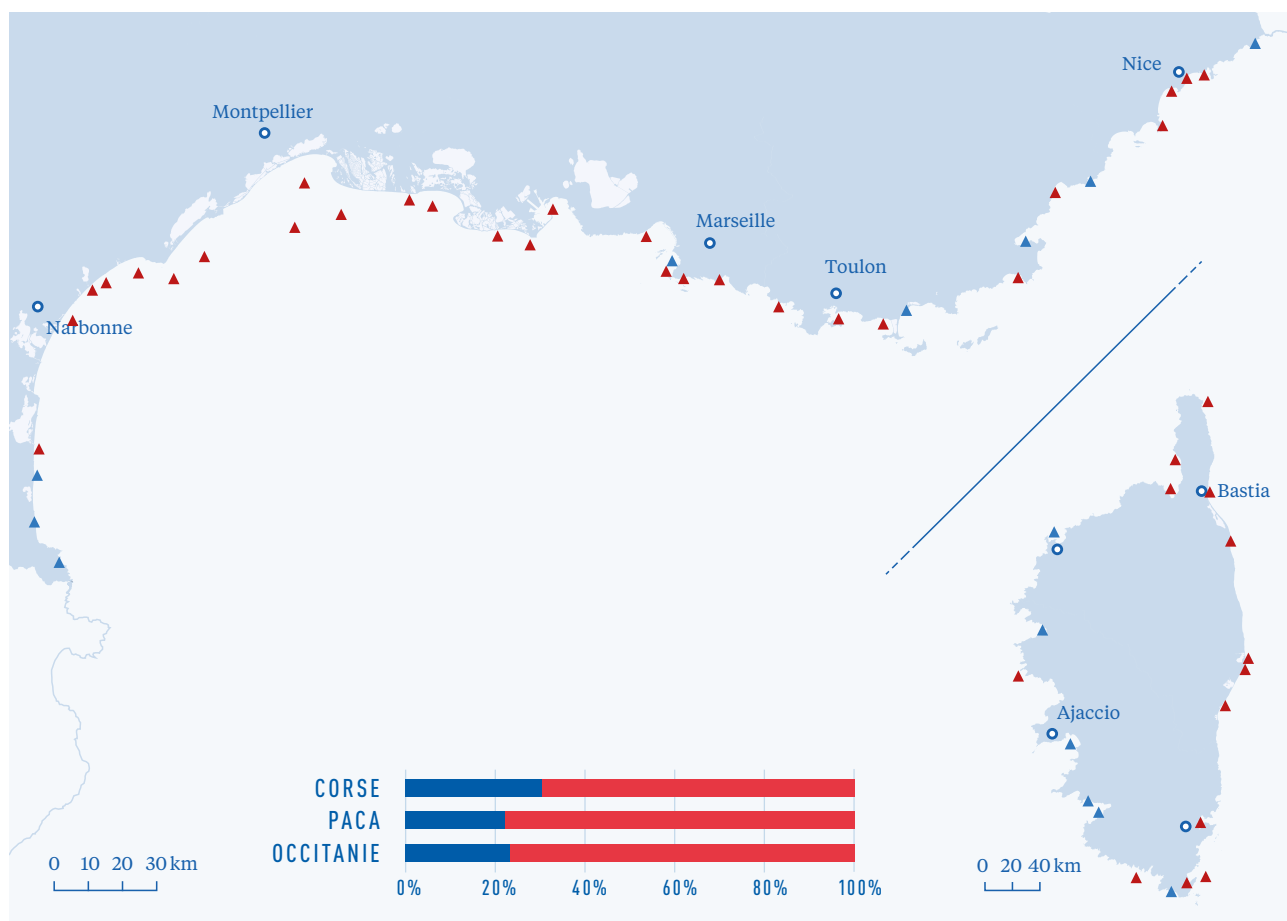 Nice
Montpellier
Marseille
Toulon
Narbonne
Bastia
Ajaccio
CORSE
PACA
OCCITANIE
0% 20% 40% 60% 80% 100%
0 10 20 30 km
0 20 40 km